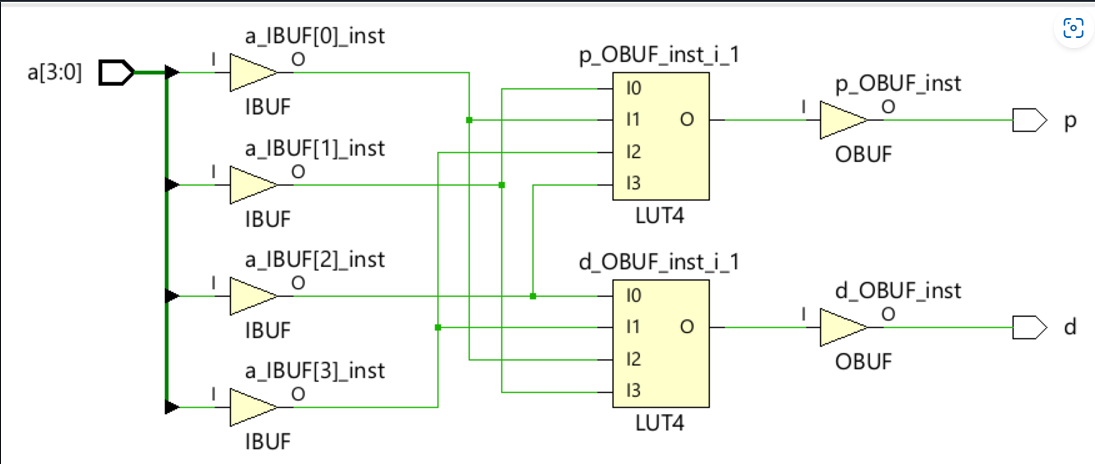 a[3:0]
I
a_IBUF[0]_inst
O
IBUF
I
a_IBUF[1]_inst
O
IBUF
I
a_IBUF[2]_inst
O
IBUF
I
a_IBUF[3]_inst
O
IBUF
p_OBUF_inst_i_1
I0
I1
I2
I3
O
LUT4
d_OBUF_inst_i_1
I0
I1
I2
I3
O
LUT4
p_OBUF_inst
I
O
OBUF
p
d_OBUF_inst
I
O
OBUF
d